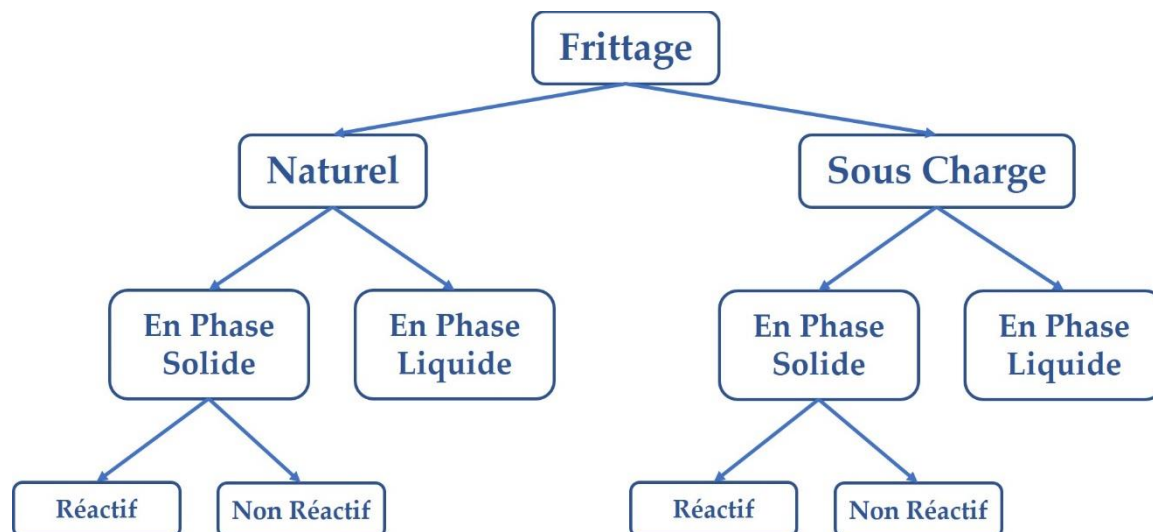 Frittage
Naturel
Sous Charge
En Phase
Solide
En Phase
Liquide
En Phase
Solide
En Phase
Liquide
Réactif
Non Réactif
Réactif
Non Réactif